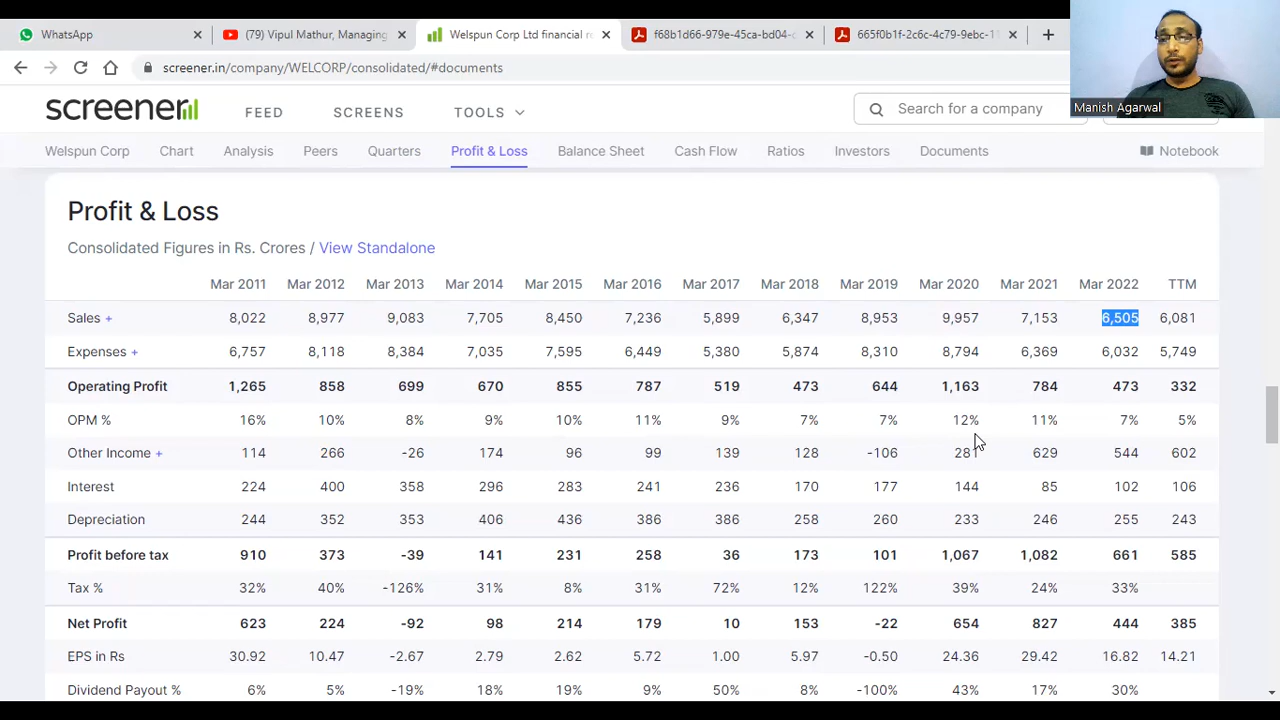 WhatsApp
(79) Vipul Mathur, Managing
Welspun Corp Ltd financial re
f68b1d66-979e-45ca-bd04-
665f0b1f-2c6c-4c79-9ebc-1
screener.in/company/WELCORP/consolidated/#documents
Manish Agarwal
screener
FEED
SCREENS
TOOLS
Search for a company
Welspun Corp
Chart
Analysis
Peers
Quarters
Profit & Loss
Balance Sheet
Cash Flow
Ratios
Investors
Documents
Notebook
Profit & Loss
Consolidated Figures in Rs. Crores / View Standalone
Mar 2011 Mar 2012 Mar 2013 Mar 2014 Mar 2015 Mar 2016 Mar 2017 Mar 2018 Mar 2019 Mar 2020 Mar 2021 Mar 2022 TTM
Sales + 8,022 8,977 9,083 7,705 8,450 7,236 5,899 6,347 8,953 9,957 7,153 6,505 6,081
Expenses + 6,757 8,118 8,384 7,035 7,595 6,449 5,380 5,874 8,310 8,794 6,369 6,032 5,749
Operating Profit 1,265 858 699 670 855 787 519 473 644 1,163 784 473 332
OPM % 16% 10% 8% 9% 10% 11% 9% 7% 7% 12% 11% 7% 5%
Other Income + 114 266 -26 174 96 99 139 128 -106 281 629 544 602
Interest 224 400 358 296 283 241 236 170 177 144 85 102 106
Depreciation 244 352 353 406 436 386 386 258 260 233 246 255 243
Profit before tax 910 373 -39 141 231 258 36 173 101 1,067 1,082 661 585
Tax % 32% 40% -126% 31% 8% 31% 72% 12% 122% 39% 24% 33%
Net Profit 623 224 -92 98 214 179 10 153 -22 654 827 444 385
EPS in Rs 30.92 10.47 -2.67 2.79 2.62 5.72 1.00 5.97 -0.50 24.36 29.42 16.82 14.21
Dividend Payout % 6% 5% -19% 18% 19% 9% 50% 8% -100% 43% 17% 30%